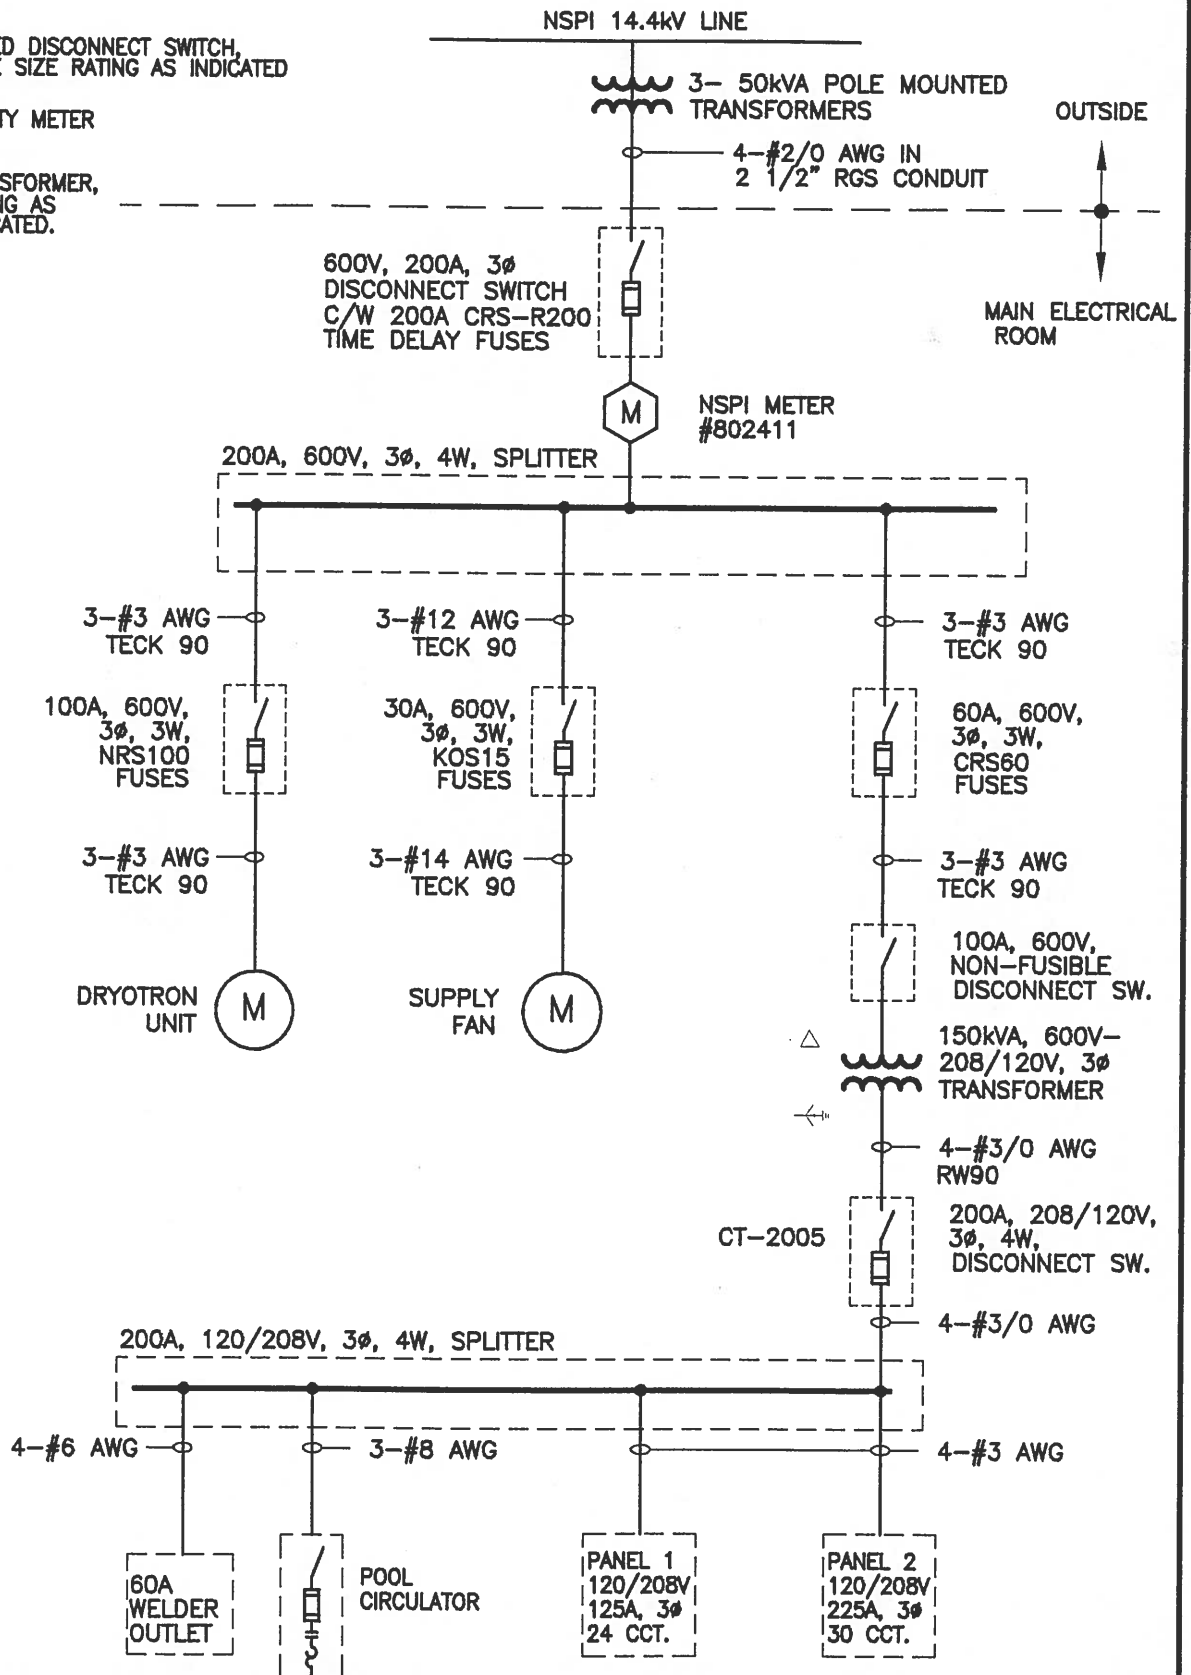 NSPI 14.4kV LINE
DISCONNECT SWITCH,
SIZE RATING AS INDICATED
METER
3- 50kVA POLE MOUNTED
TRANSFORMERS
OUTSIDE
4-#2/0 AWG IN
2 1/2" RGS CONDUIT
AS
600V, 200A, 3ø
DISCONNECT SWITCH
C/W 200A CRS-R200
TIME DELAY FUSES
MAIN ELECTRICAL
ROOM
M
NSPI METER
#802411
200A, 600V, 3ø, 4W, SPLITTER
3-#3 AWG
TECK 90
3-#12 AWG
TECK 90
3-#3 AWG
TECK 90
100A, 600V,
3ø, 3W,
NRS100
FUSES
30A, 600V,
3ø, 3W,
KOS15
FUSES
60A, 600V,
3ø, 3W,
CRS60
FUSES
3-#3 AWG
TECK 90
3-#14 AWG
TECK 90
3-#3 AWG
TECK 90
100A, 600V,
NON-FUSIBLE
DISCONNECT SW.
DRYOTRON
UNIT
M
SUPPLY
FAN
M
150kVA, 600V-
208/120V, 3ø
TRANSFORMER
4-#3/0 AWG
RW90
CT-2005
200A, 208/120V,
3ø, 4W,
DISCONNECT SW.
4-#3/0 AWG
200A, 120/208V, 3ø, 4W, SPLITTER
4-#6 AWG
3-#8 AWG
4-#3 AWG
60A
WELDER
OUTLET
POOL
CIRCULATOR
PANEL 1
120/208V
125A, 3ø
24 CCT.
PANEL 2
120/208V
225A, 3ø
30 CCT.